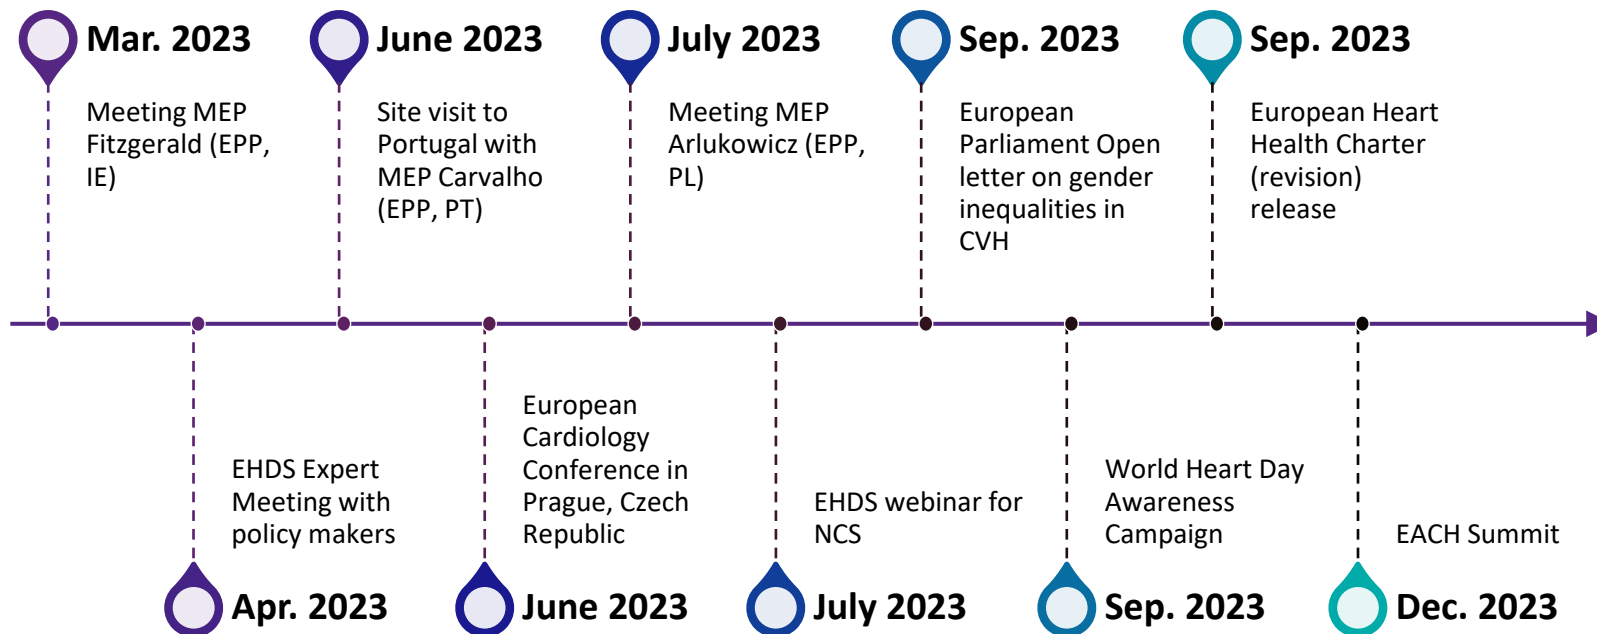 Mar. 2023
Meeting MEP
Fitzgerald (EPP,
IE)
June 2023
Site visit to
Portugal with
MEP Carvalho
(EPP, PT)
July 2023
Meeting MEP
Arlukowicz (EPP,
PL)
Sep. 2023
European
Parliament Open
letter on gender
inequalities in
CVH
Sep. 2023
European Heart
Health Charter
(revision)
release
EHDS Expert
Meeting with
policy makers
Apr. 2023
European
Cardiology
Conference in
Prague, Czech
Republic
June 2023
EHDS webinar for
NCS
July 2023
World Heart Day
Awareness
Campaign
Sep. 2023
EACH Summit
Dec. 2023